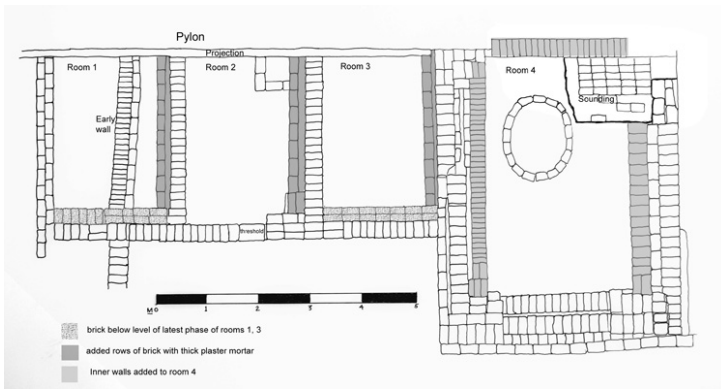 Pylon
Projection
Room 1
Room 2
Room 3
Room 4
Early
wall
Sounding
threshold
M 0 1 2 3 4 5
brick below level of latest phase of rooms 1, 3
added rows of brick with thick plaster mortar
Inner walls added to room 4